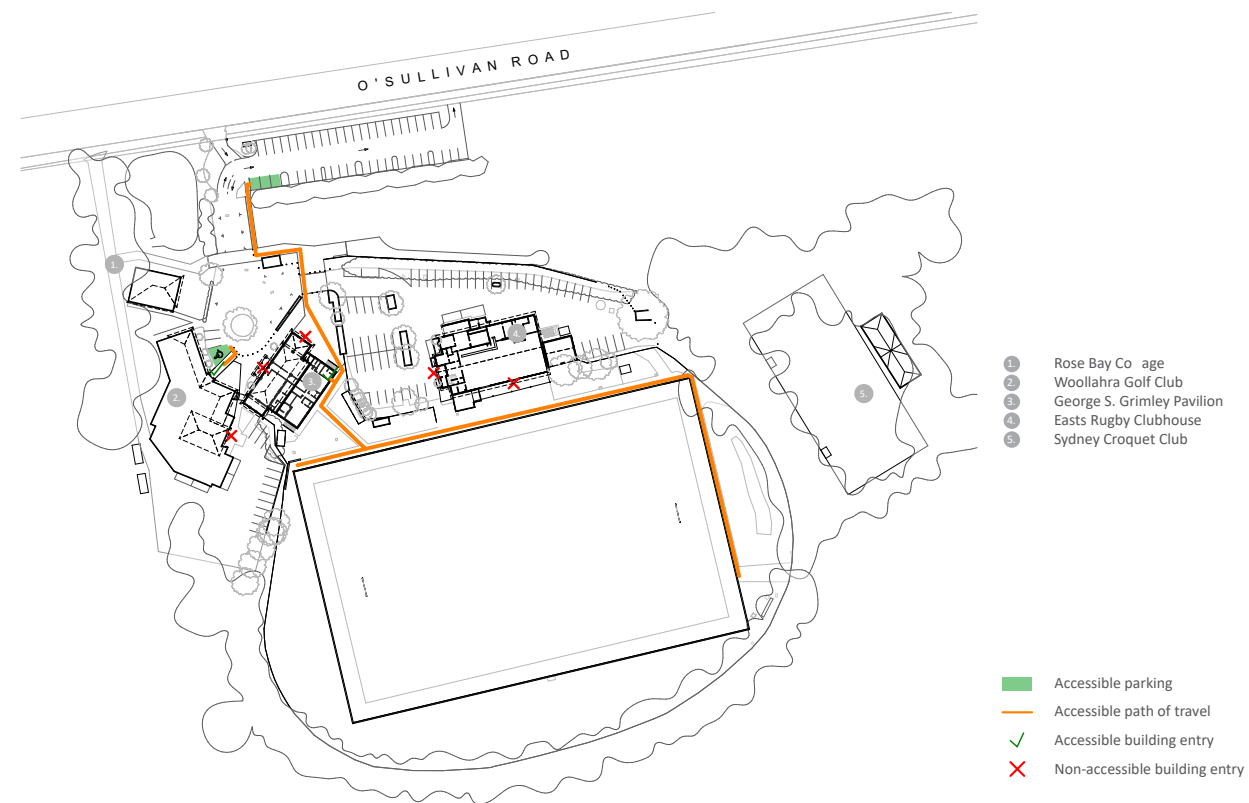 O'SULLIVAN ROAD
1.
2.
3.
4.
5.
1. Rose Bay Co age
2. Woollahra Golf Club
3. George S. Grimley Pavilion
4. Easts Rugby Clubhouse
5. Sydney Croquet Club
Accessible parking
Accessible path of travel
Accessible building entry
Non-accessible building entry